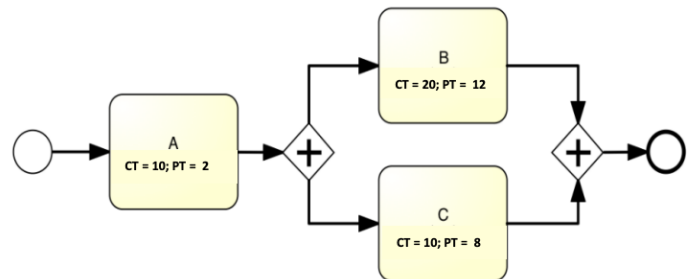 A
CT = 10; PT = 2
B
CT = 20; PT = 12
C
CT = 10; PT = 8